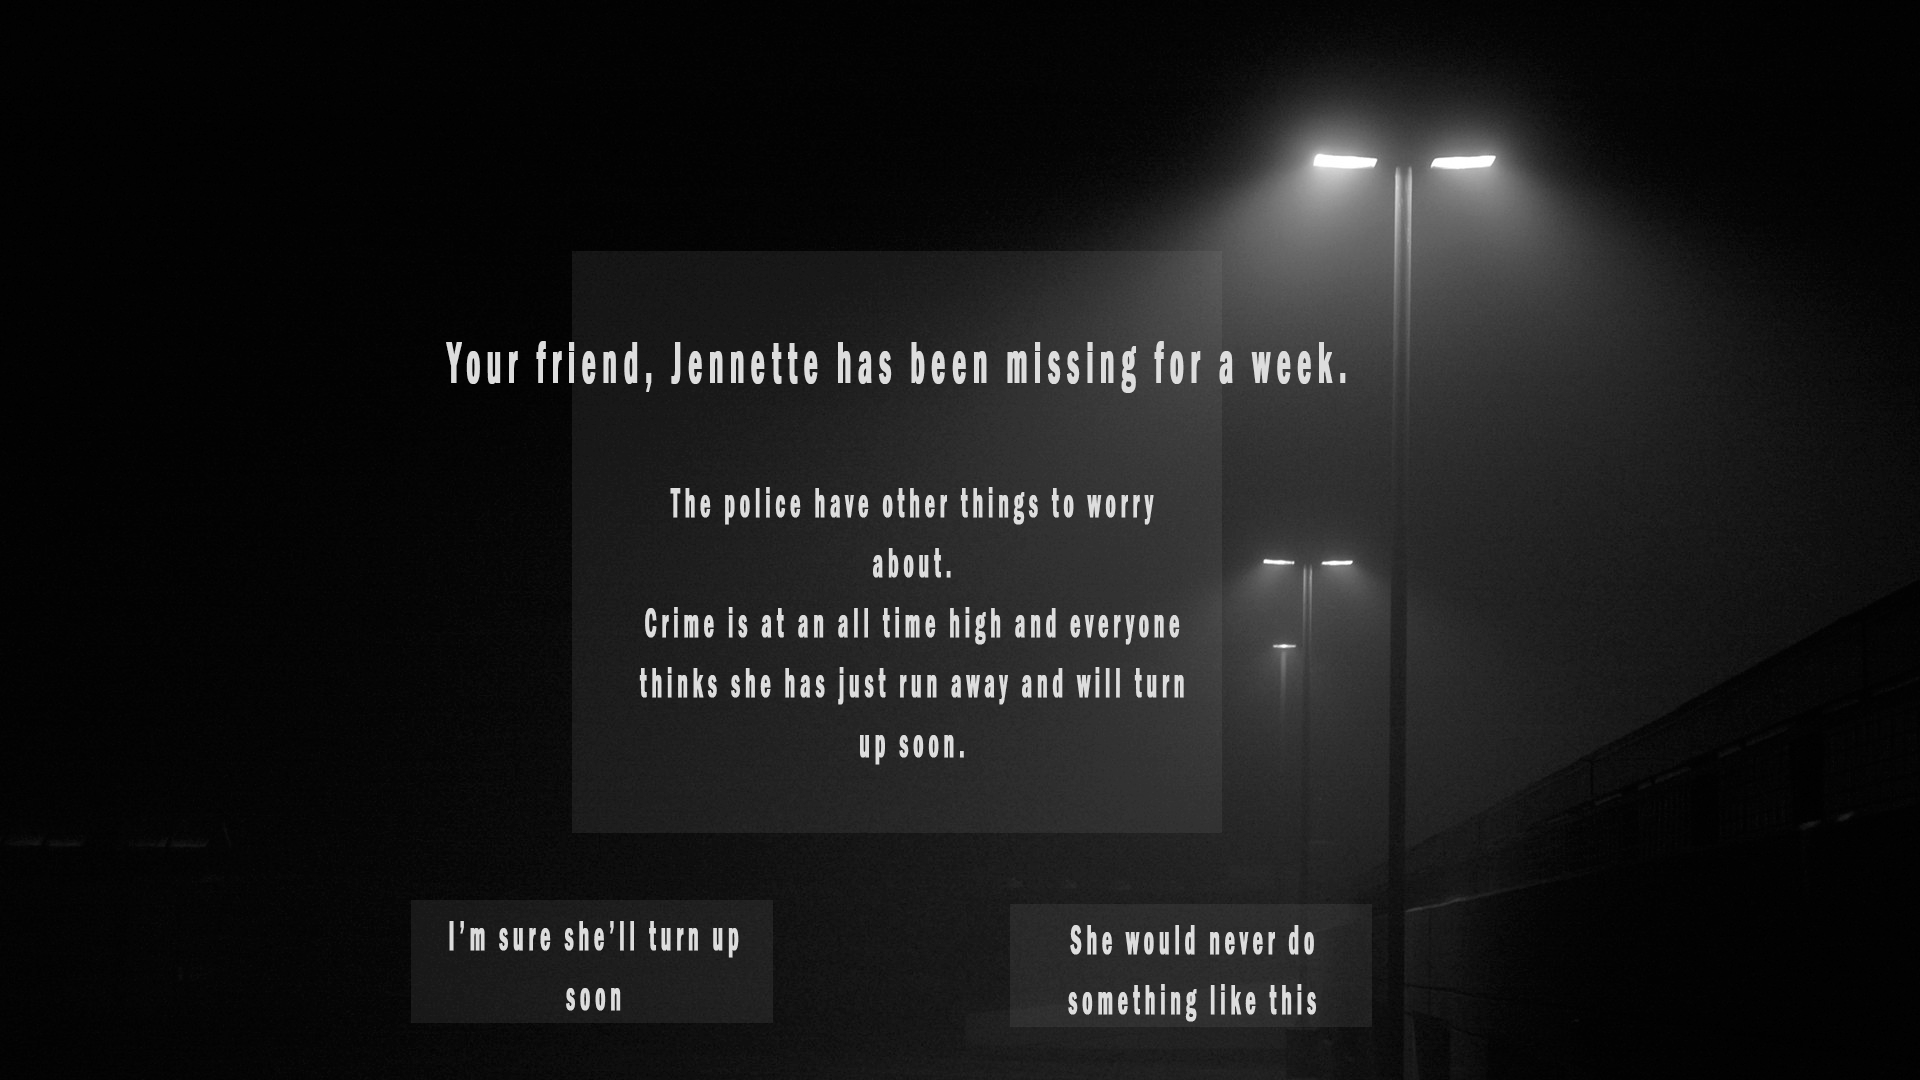 Your friend, Jennette has been missing for a week.
The police have other things to worry
about.
Crime is at an all time high and everyone
thinks she has just run away and will turn
up soon.
I’m sure she’ll turn up
soon
She would never do
something like this